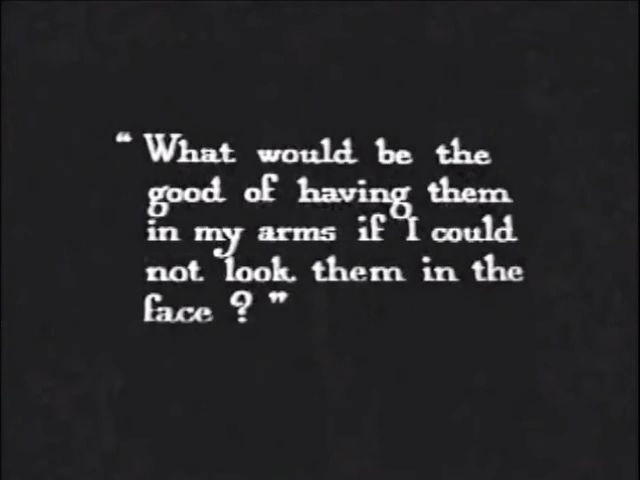 “What would be the
good of having them
in my arms if I could
not look them in the
face?”